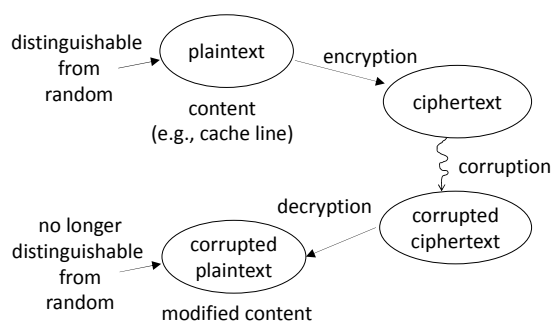 distinguishable
from
random
plaintext
encryption
content
(e.g., cache line)
ciphertext
corruption
decryption
corrupted
ciphertext
no longer
distinguishable
from
random
corrupted
plaintext
modified content